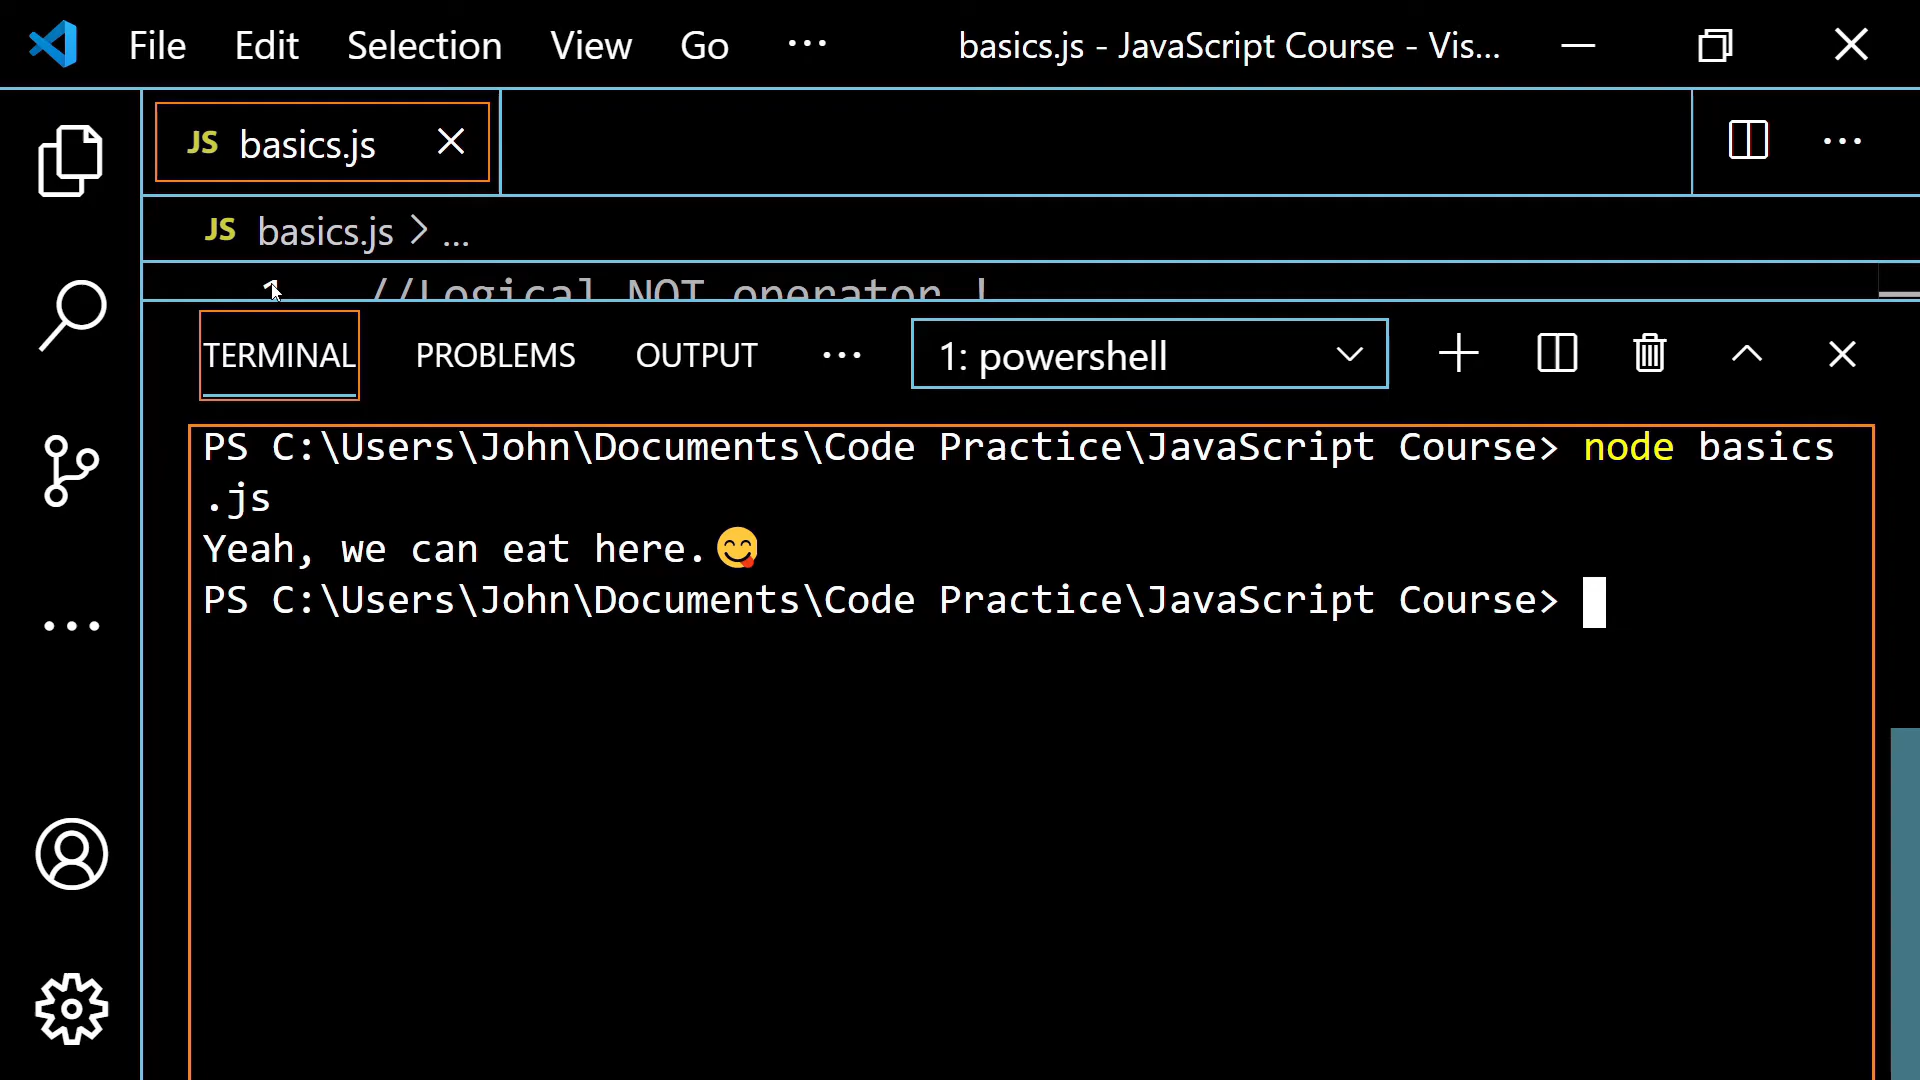 File Edit Selection View Go ... basics.js - JavaScript Course - Vis...
JS basics.js
JS basics.js > ...
1 //Logical NOT operator !
TERMINAL PROBLEMS OUTPUT ... 1: powershell
PS C:\Users\John\Documents\Code Practice\JavaScript Course> node basics
.js
Yeah, we can eat here.😋
PS C:\Users\John\Documents\Code Practice\JavaScript Course>